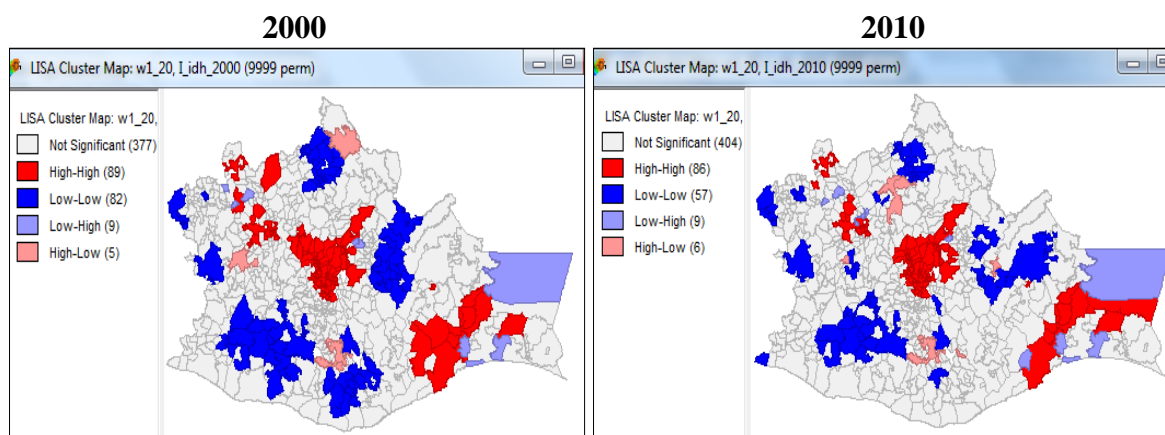 2000
2010
LISA Cluster Map: w1_20, I_idh_2000 (9999 perm)
LISA Cluster Map: w1_20,
Not Significant (377)
High-High (89)
Low-Low (82)
Low-High (9)
High-Low (5)
LISA Cluster Map: w1_20, I_idh_2010 (9999 perm)
LISA Cluster Map: w1_20,
Not Significant (404)
High-High (86)
Low-Low (57)
Low-High (9)
High-Low (6)